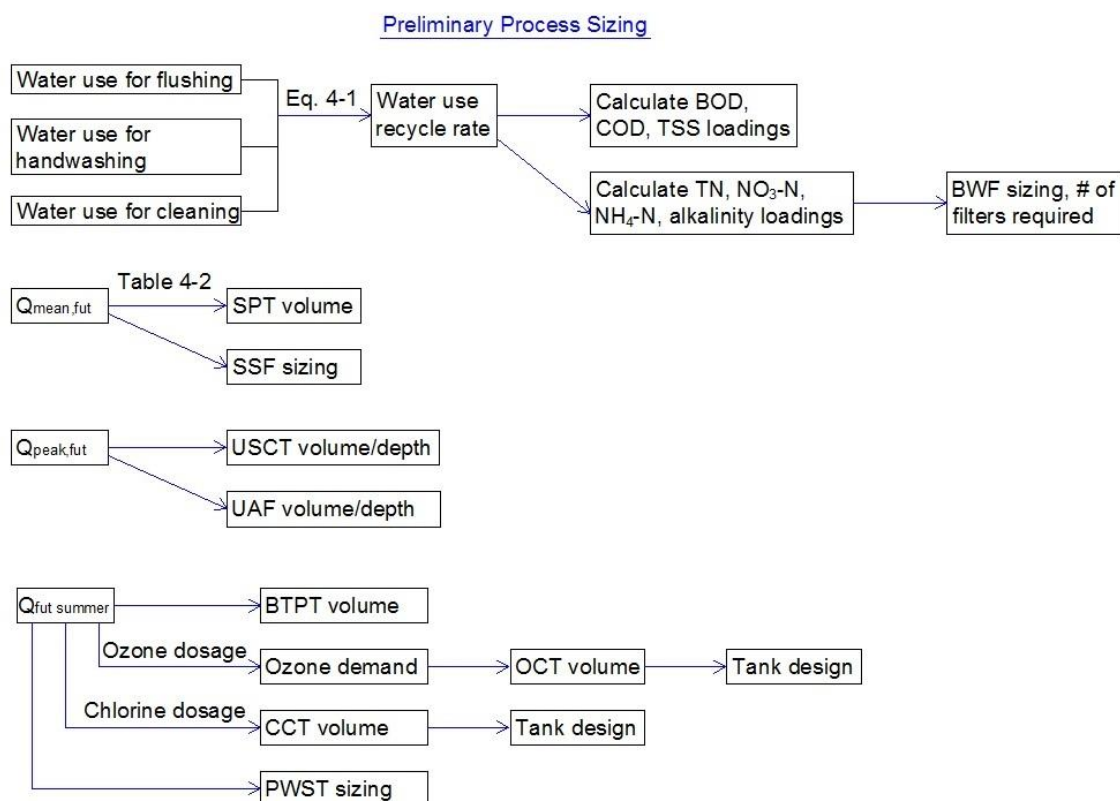 Preliminary Process Sizing
Water use for flushing
Water use for
handwashing
Water use for cleaning
Eq. 4-1
Water use
recycle rate
Calculate BOD,
COD, TSS loadings
Calculate TN, NO₃-N,
NH₄-N, alkalinity loadings
BWF sizing, # of
filters required
Qmean,fut
Table 4-2
SPT volume
SSF sizing
Qpeak,fut
USCT volume/depth
UAF volume/depth
Qfut summer
BTPT volume
Ozone dosage
Ozone demand
OCT volume
Tank design
Chlorine dosage
CCT volume
Tank design
PWST sizing